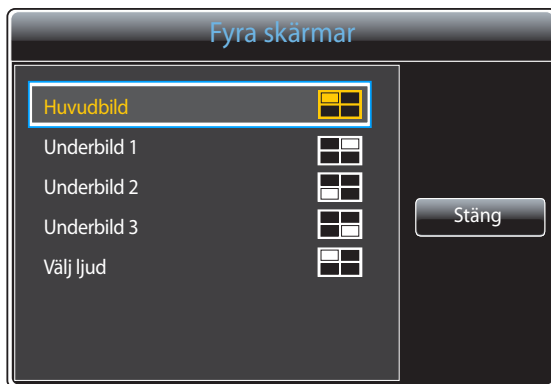 Fyra skärmar
Huvudbild
Underbild 1
Underbild 2
Underbild 3
Välj ljud
Stäng